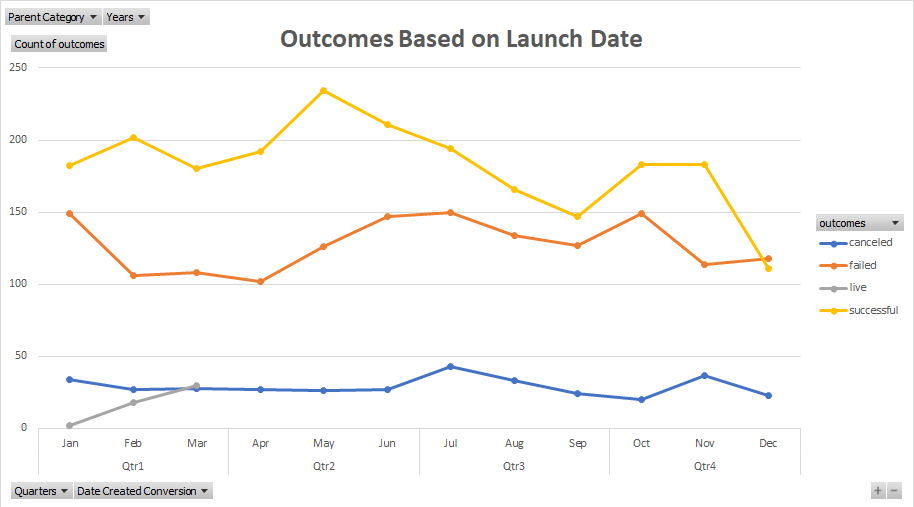 Parent Category Years
Count of outcomes
Outcomes Based on Launch Date
250
200
150
100
50
0
Jan Feb Mar Apr May Jun Jul Aug Sep Oct Nov Dec
Qtr1 Qtr2 Qtr3 Qtr4
outcomes
canceled
failed
live
successful
Quarters Date Created Conversion
+ −